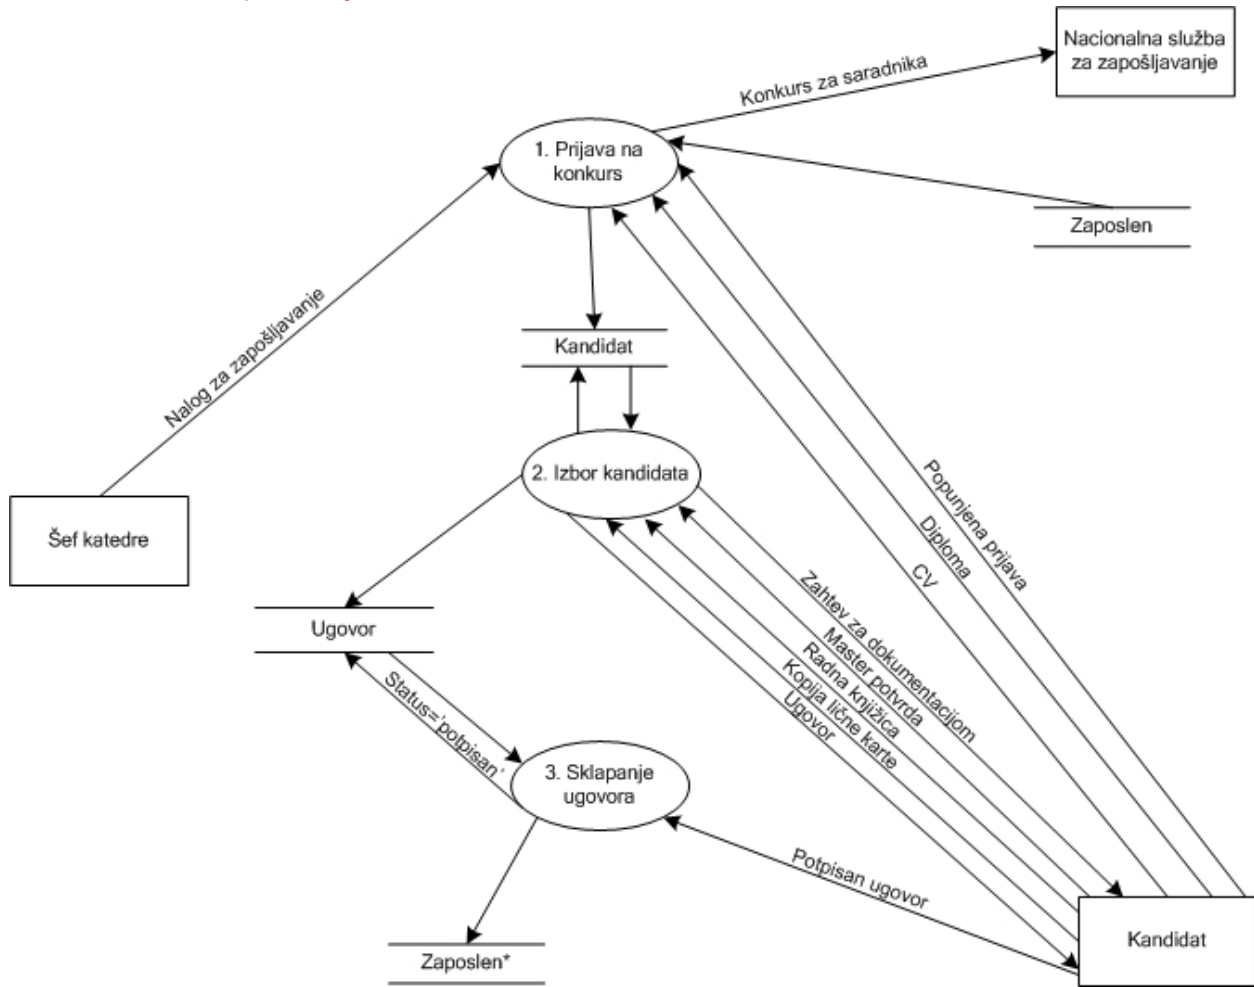 Nacionalna služba
za zapošljavanje
Konkurs za saradnika
1. Prijava na
konkurs
Zaposlen
Nalog za zapošljavanje
Kandidat
2. Izbor kandidata
Popunjena prijava
Diploma
CV
Šef katedre
Zahtev za dokumentacijom
Master potvrda
Radna knjižica
Kopija lične karte
Ugovor
Ugovor
Status='potpisan'
3. Sklapanje
ugovora
Potpisan ugovor
Kandidat
Zaposlen*